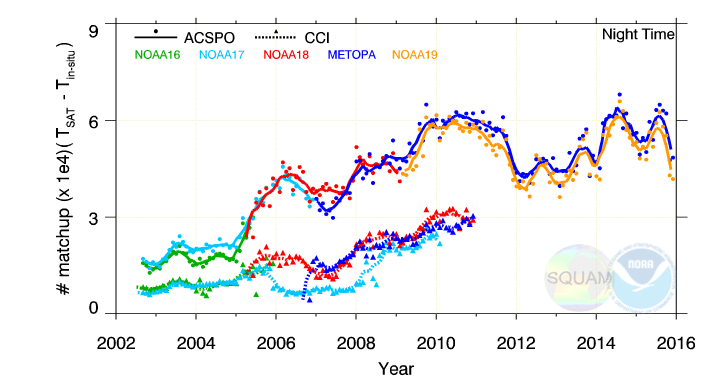 9
ACSPO CCI Night Time
NOAA16 NOAA17 NOAA18 METOPA NOAA19
6
3
0
# matchup (x 1e4)( TSAT - Tin-situ)
SQUAM NOAA
2002 2004 2006 2008 2010 2012 2014 2016
Year